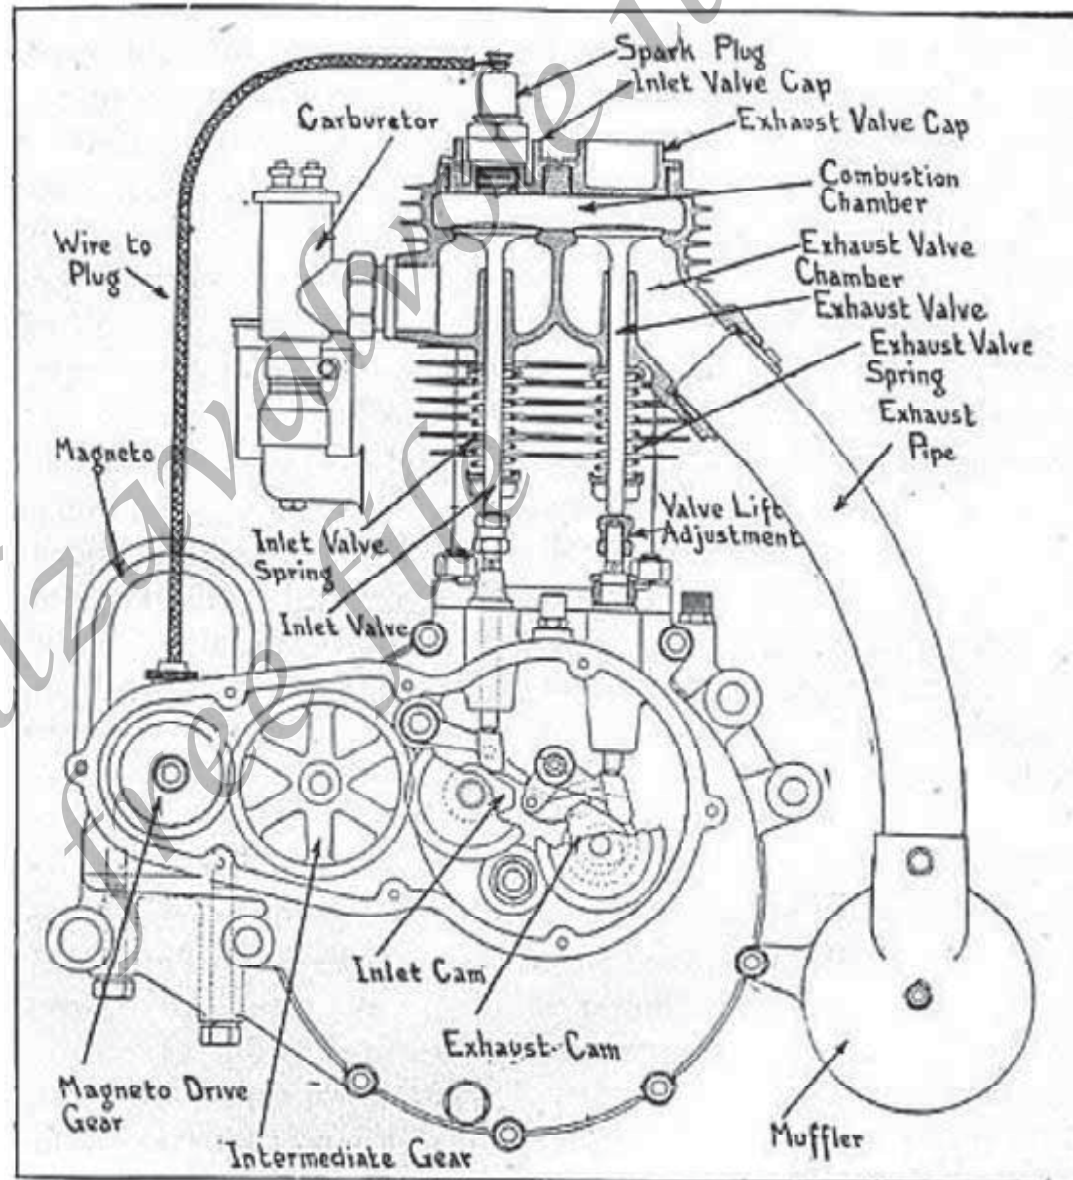 Spark Plug
Inlet Valve Cap
Carburetor
Exhaust Valve Cap
Combustion
Chamber
Wire to
Plug
Exhaust Valve
Chamber
Exhaust Valve
Exhaust Valve
Spring
Exhaust
Pipe
Magneto
Valve Lift
Adjustment
Inlet Valve
Spring
Inlet Valve
Inlet Cam
Exhaust-Cam
Magneto Drive
Gear
Intermediate Gear
Muffler